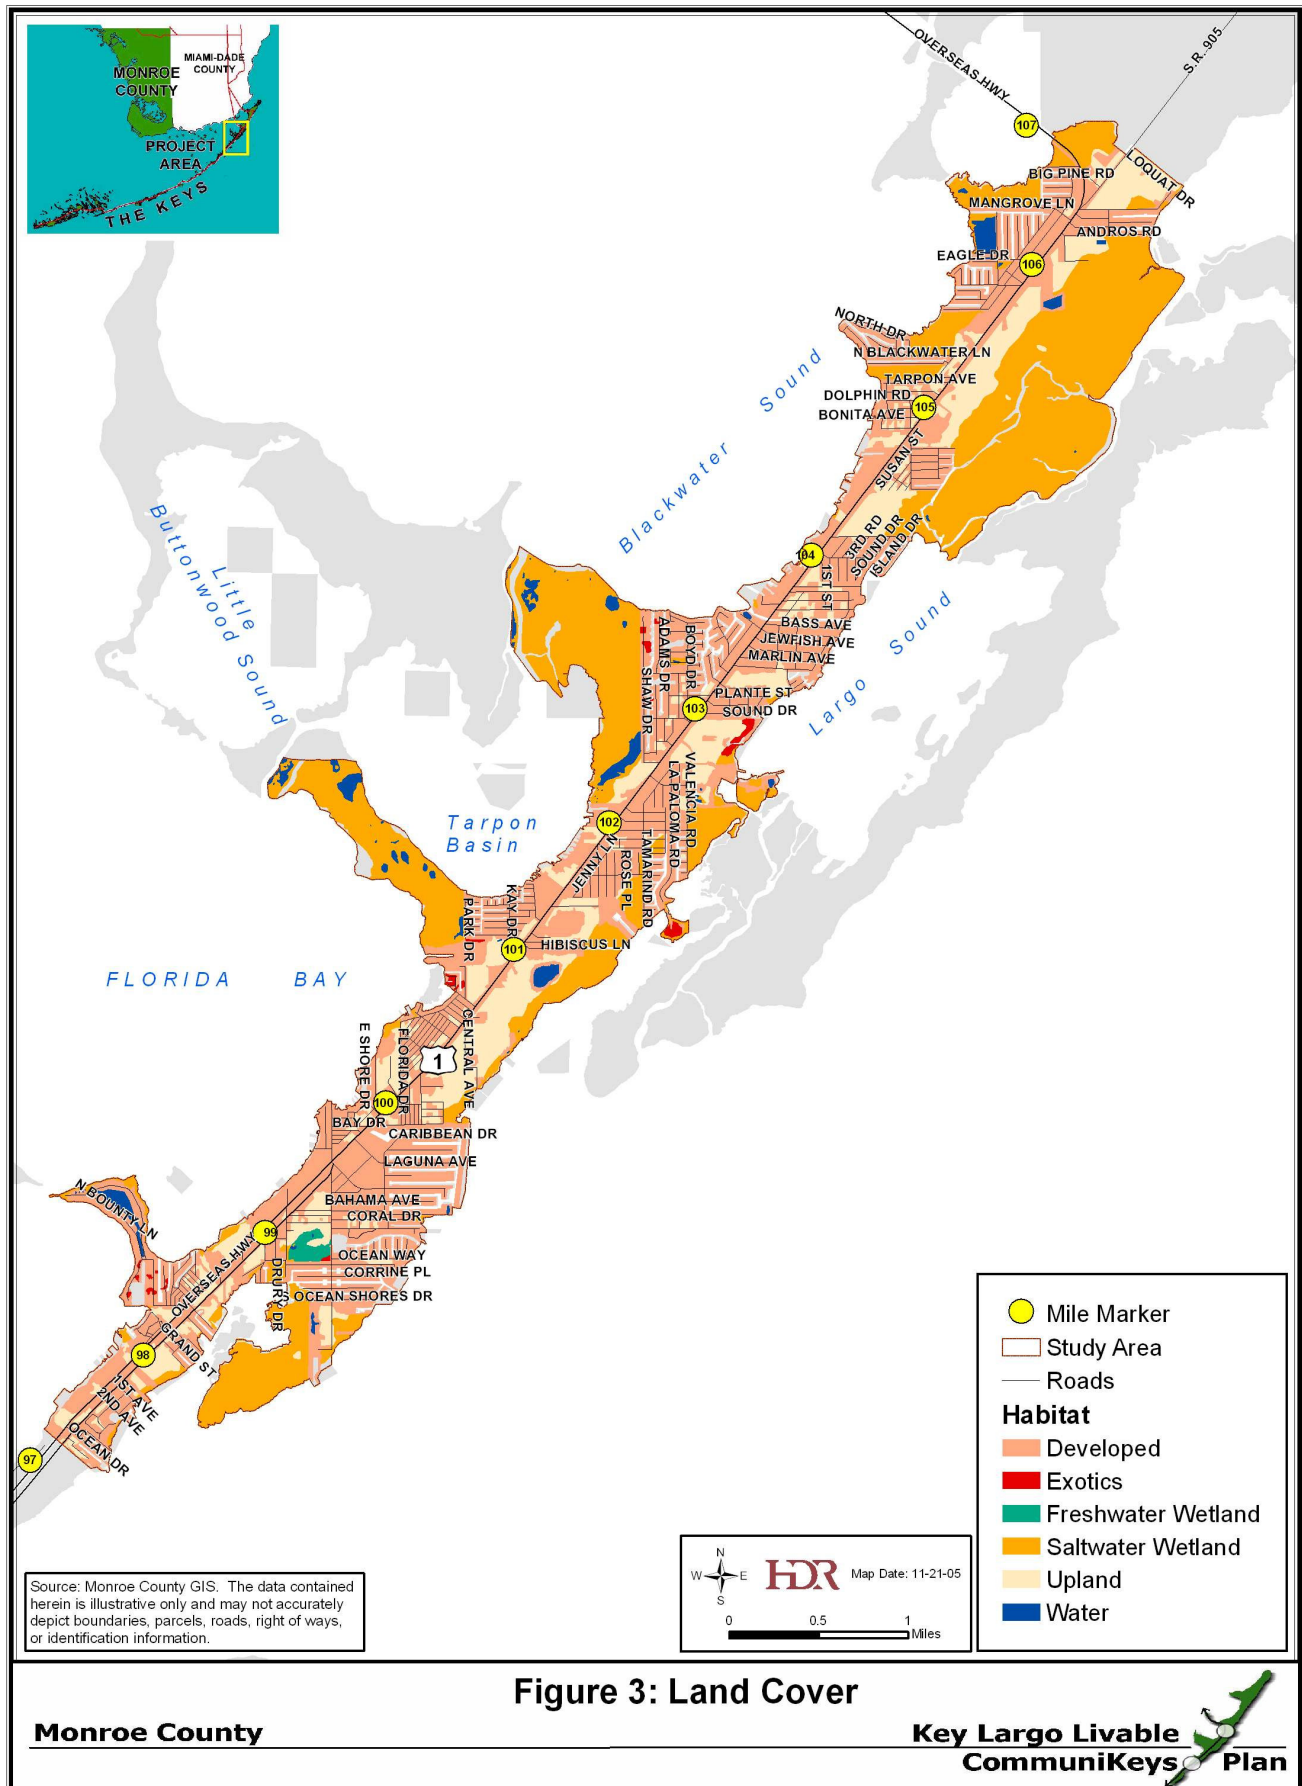 MIAMI-DADE
COUNTY
MONROE
COUNTY
PROJECT
AREA
THE KEYS
OVERSEAS HWY
S.R. 905
107
LOQUAT DR
BIG PINE RD
MANGROVE LN
ANDROS RD
EAGLE DR
106
NORTH DR
N BLACKWATER LN
TARPON AVE
DOLPHIN RD
105
BONITA AVE
SUSAN ST
Blackwater Sound
3RD RD
SOUND DR
ISLAND DR
104
1ST ST
Little
Buttonwood Sound
BASS AVE
JEWFISH AVE
MARLIN AVE
ADAMS DR
BOYD DR
SHAW DR
PLANTE ST
SOUND DR
103
Largo Sound
VALENCIA RD
LA PALOMA RD
Tarpon
Basin
102
JENNY LN
ROSE PL
TAMARIND RD
KAY DR
PARK DR
101
HIBISCUS LN
FLORIDA BAY
CENTRAL AVE
E SHORE DR
FLORIDA DR
1
100
BAY DR
CARIBBEAN DR
LAGUNA AVE
BAHAMA AVE
CORAL DR
N BOUNTY LN
99
OVERSEAS HWY
OCEAN WAY
CORRINE PL
DRURY DR
S OCEAN SHORES DR
GRAND ST
98
1ST AVE
2ND AVE
OCEAN DR
97
Mile Marker
Study Area
Roads
Habitat
Developed
Exotics
Freshwater Wetland
Saltwater Wetland
Upland
Water
N
W E
S
HDR
Map Date: 11-21-05
0 0.5 1
Miles
Source: Monroe County GIS. The data contained
herein is illustrative only and may not accurately
depict boundaries, parcels, roads, right of ways,
or identification information.
Figure 3: Land Cover
Monroe County
Key Largo Livable
CommuniKeys Plan